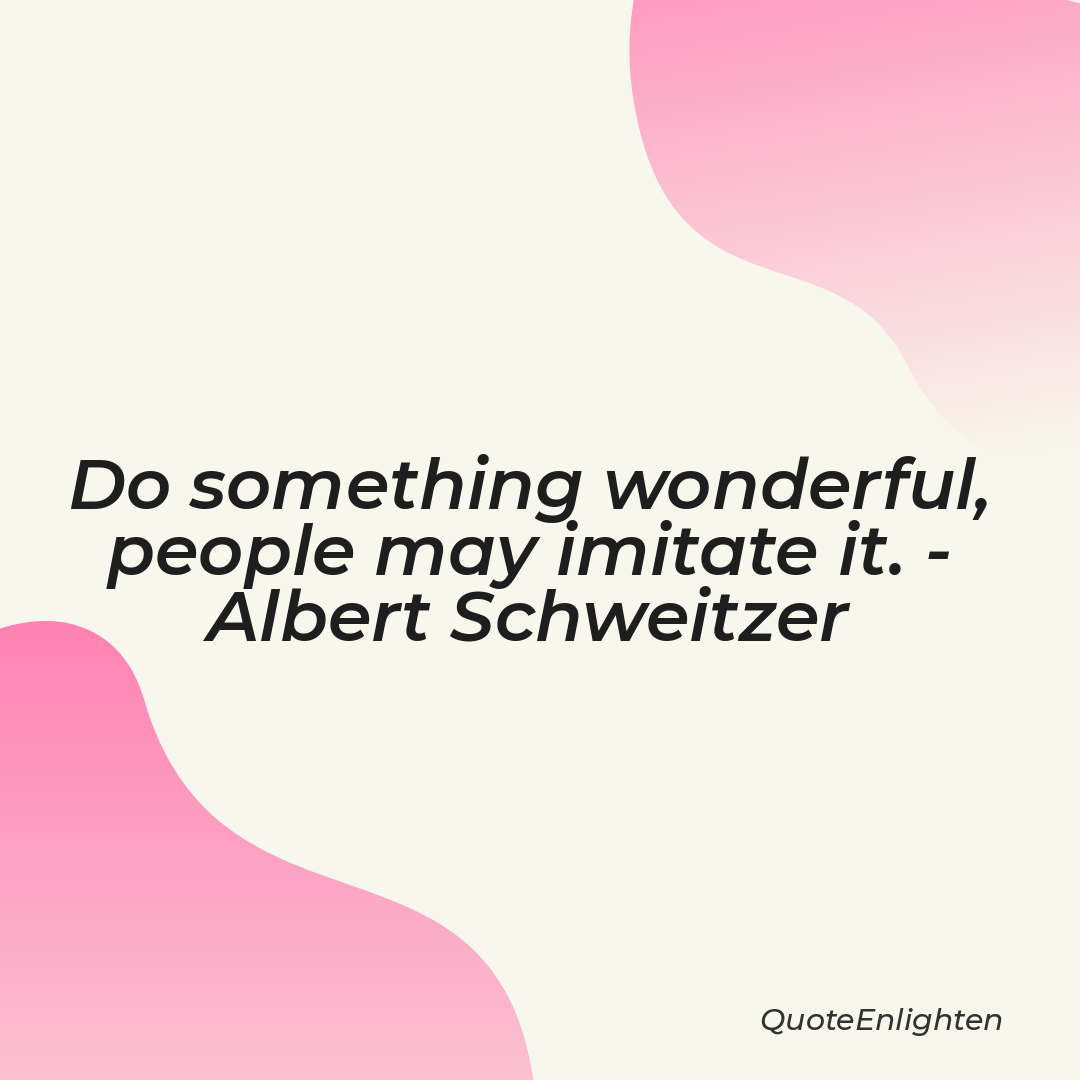 Do something wonderful,
people may imitate it. -
Albert Schweitzer
QuoteEnlighten